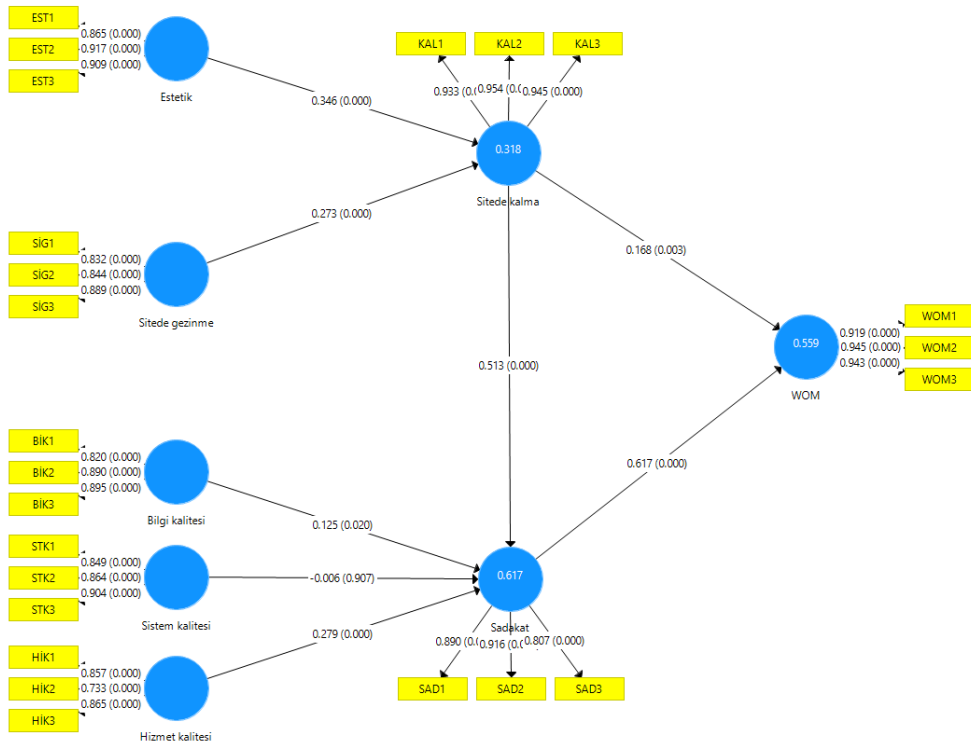 EST1
EST2
EST3
0.865 (0.000)
0.917 (0.000)
0.909 (0.000)
Estetik
0.346 (0.000)
KAL1
KAL2
KAL3
0.933 (0.0
0.954 (0.0
0.945 (0.000)
0.318
Sitede kalma
SİG1
SİG2
SİG3
0.832 (0.000)
0.844 (0.000)
0.889 (0.000)
Sitede gezinme
0.273 (0.000)
0.168 (0.003)
0.513 (0.000)
0.559
WOM
0.919 (0.000)
0.945 (0.000)
0.943 (0.000)
WOM1
WOM2
WOM3
BİK1
BİK2
BİK3
0.820 (0.000)
0.890 (0.000)
0.895 (0.000)
Bilgi kalitesi
0.125 (0.020)
0.617 (0.000)
STK1
STK2
STK3
0.849 (0.000)
0.864 (0.000)
0.904 (0.000)
Sistem kalitesi
-0.006 (0.907)
0.617
Sadakat
HİK1
HİK2
HİK3
0.857 (0.000)
0.733 (0.000)
0.865 (0.000)
Hizmet kalitesi
0.279 (0.000)
0.890 (0.0
0.916 (0.0
0.807 (0.000)
SAD1
SAD2
SAD3